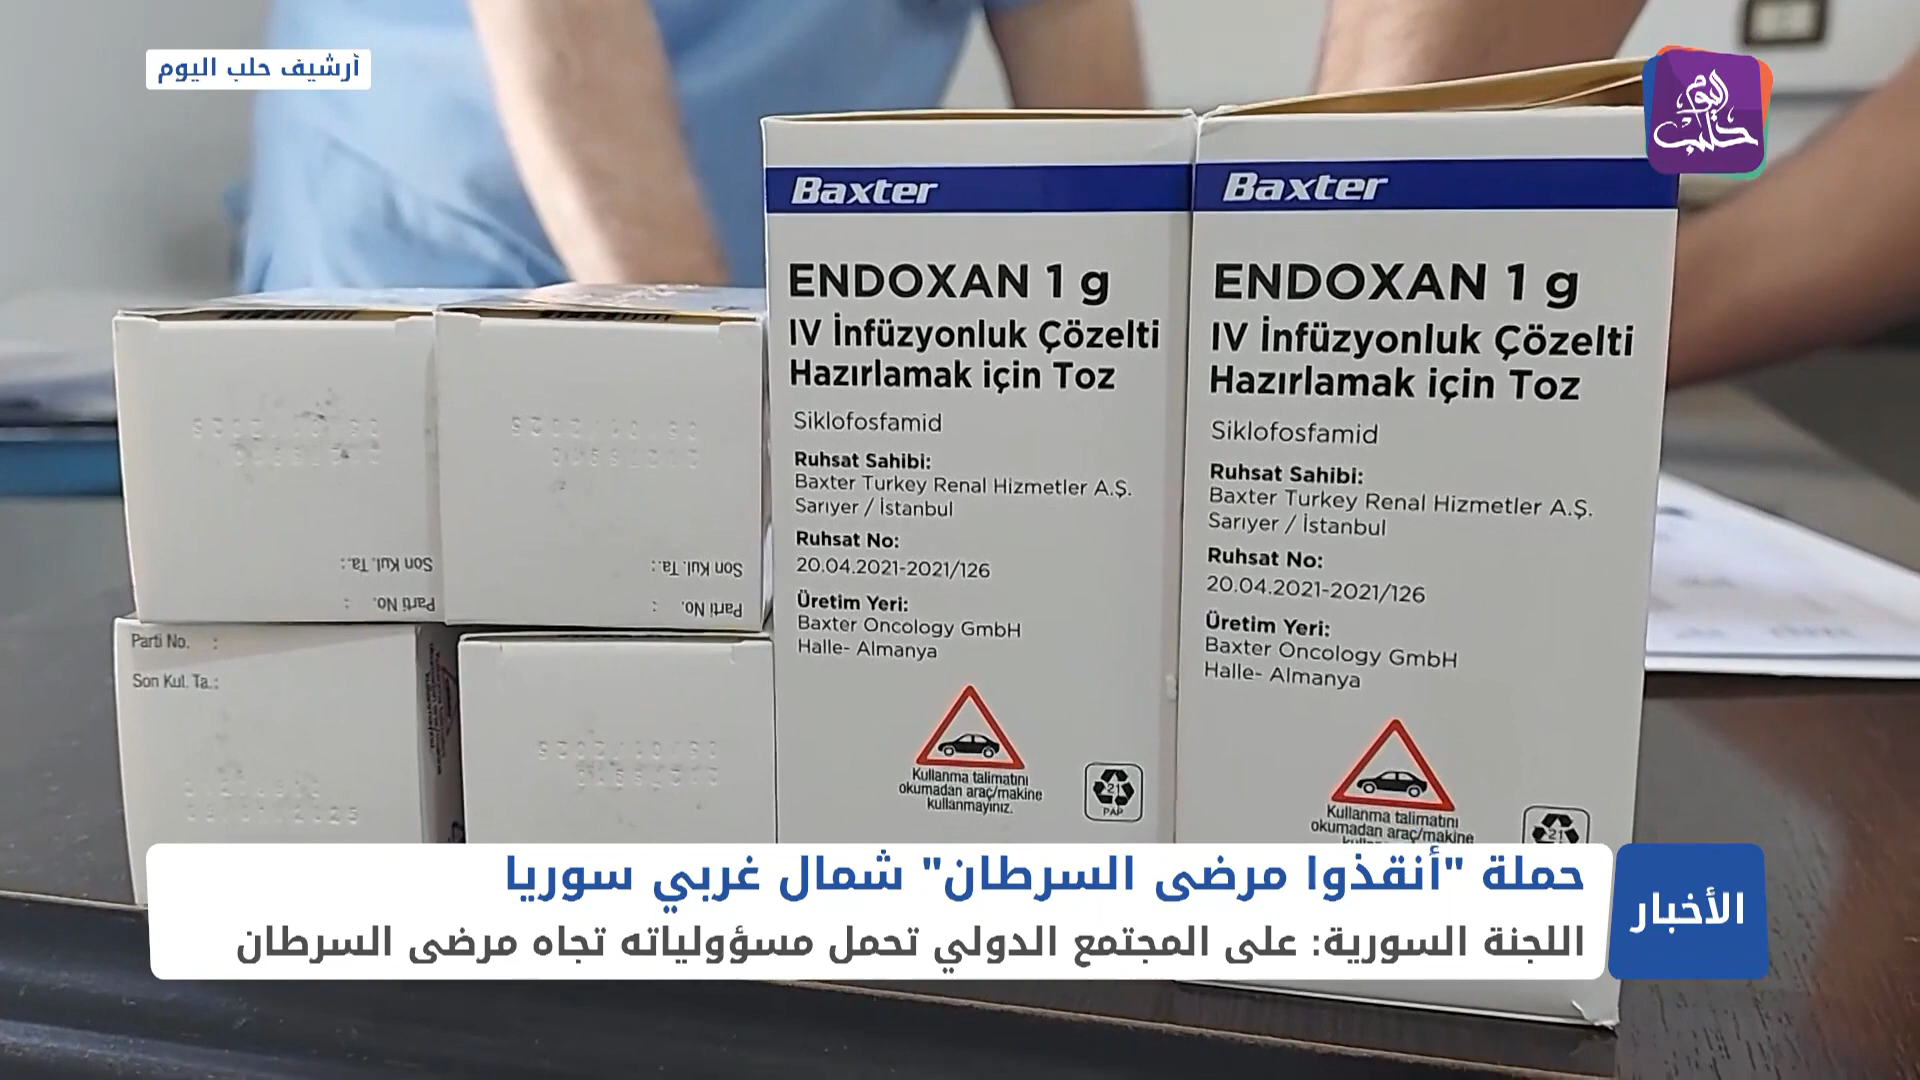 أرشيف حلب اليوم
حلب اليوم
Baxter
ENDOXAN 1 g
IV İnfüzyonluk Çözelti
Hazırlamak için Toz
Siklofosfamid
Ruhsat Sahibi:
Baxter Turkey Renal Hizmetler A.Ş.
Sarıyer / İstanbul
Ruhsat No:
20.04.2021-2021/126
Üretim Yeri:
Baxter Oncology GmbH
Halle- Almanya
Kullanma talimatını
okumadan araç/makine
kullanmayınız.
21
PAP
Baxter
ENDOXAN 1 g
IV İnfüzyonluk Çözelti
Hazırlamak için Toz
Siklofosfamid
Ruhsat Sahibi:
Baxter Turkey Renal Hizmetler A.Ş.
Sarıyer / İstanbul
Ruhsat No:
20.04.2021-2021/126
Üretim Yeri:
Baxter Oncology GmbH
Halle- Almanya
Kullanma talimatını
okumadan araç/makine
21
Parti No. :
Son Kul. Ta.:
Parti No. :
Son Kul. Ta.:
Parti No. :
Son Kul. Ta.:
حملة "أنقذوا مرضى السرطان" شمال غربي سوريا
اللجنة السورية: على المجتمع الدولي تحمل مسؤولياته تجاه مرضى السرطان
الأخبار